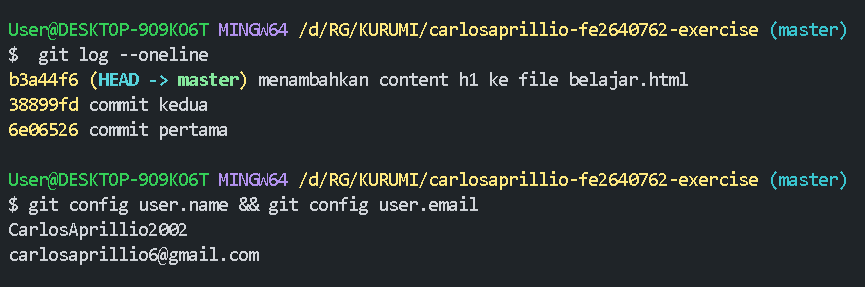 User@DESKTOP-9O9KO6T MINGW64 /d/RG/KURUMI/carlosaprillio-fe2640762-exercise (master)
$  git log --oneline
b3a44f6 (HEAD -> master) menambahkan content h1 ke file belajar.html
38899fd commit kedua
6e06526 commit pertama
User@DESKTOP-9O9KO6T MINGW64 /d/RG/KURUMI/carlosaprillio-fe2640762-exercise (master)
$ git config user.name && git config user.email
CarlosAprillio2002
carlosaprillio6@gmail.com